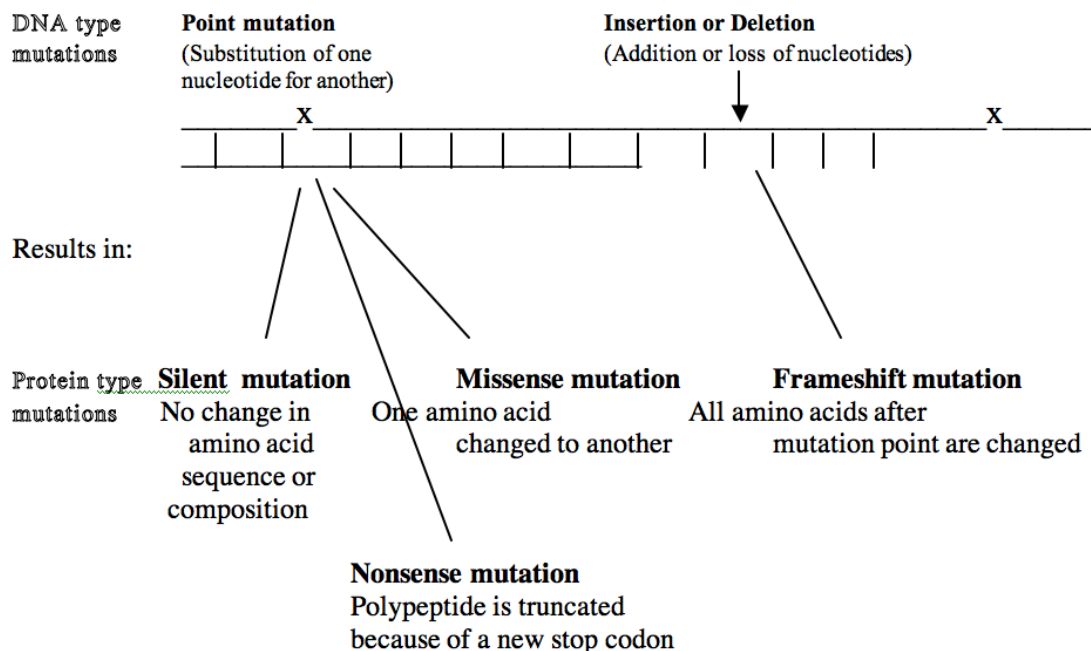 DNA type
mutations
Point mutation
(Substitution of one
nucleotide for another)
Insertion or Deletion
(Addition or loss of nucleotides)
X
X
Results in:
Protein type
mutations
Silent mutation
No change in
amino acid
sequence or
composition
Missense mutation
One amino acid
changed to another
Frameshift mutation
All amino acids after
mutation point are changed
Nonsense mutation
Polypeptide is truncated
because of a new stop codon